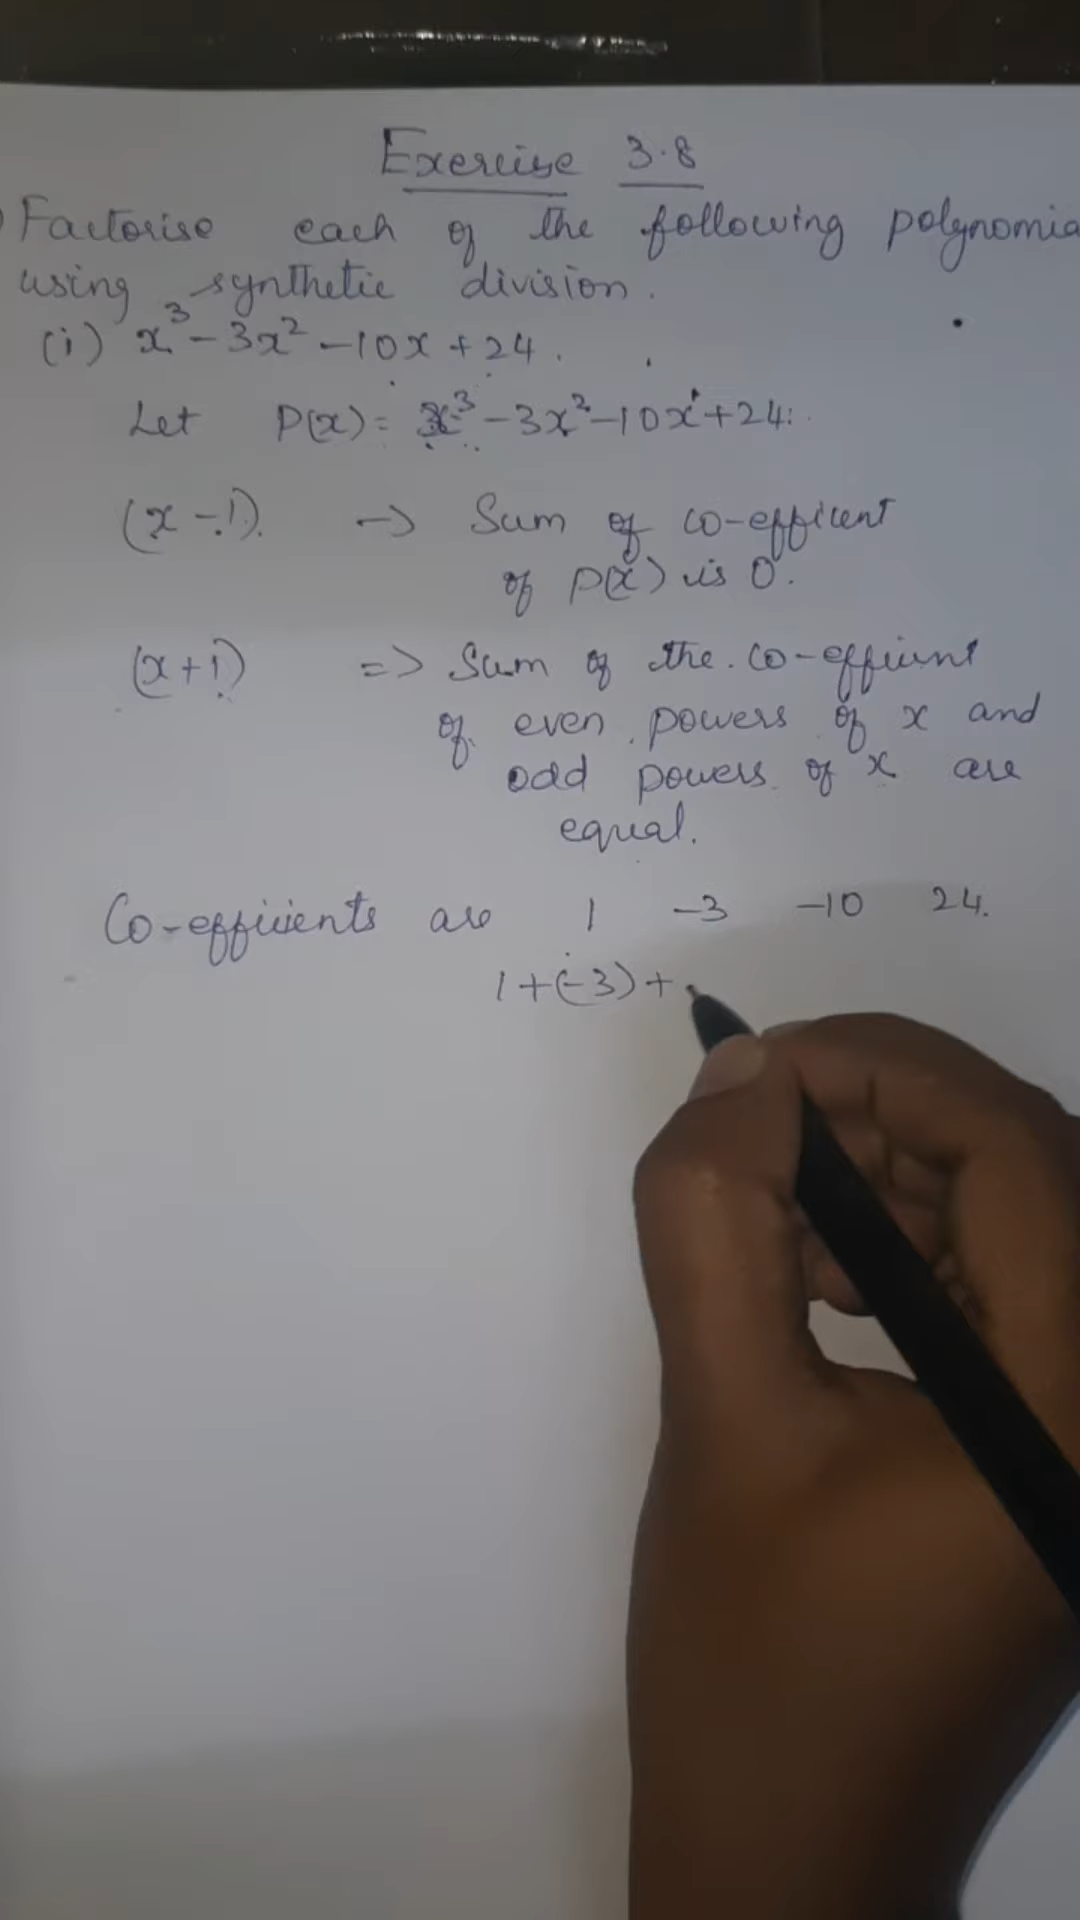 Exercise 3.8
Factorise each of the following polynomia
using synthetic division.
(i) x³ - 3x² - 10x + 24.
Let P(x) = x³ - 3x² - 10x + 24.
(x - 1). -> Sum of co-efficent
of P(x) is 0.
(x + 1) => Sum of the co-effient
of even powers of x and
odd powers of x are
equal.
Co-efficients are 1 -3 -10 24.
1 + (-3) +